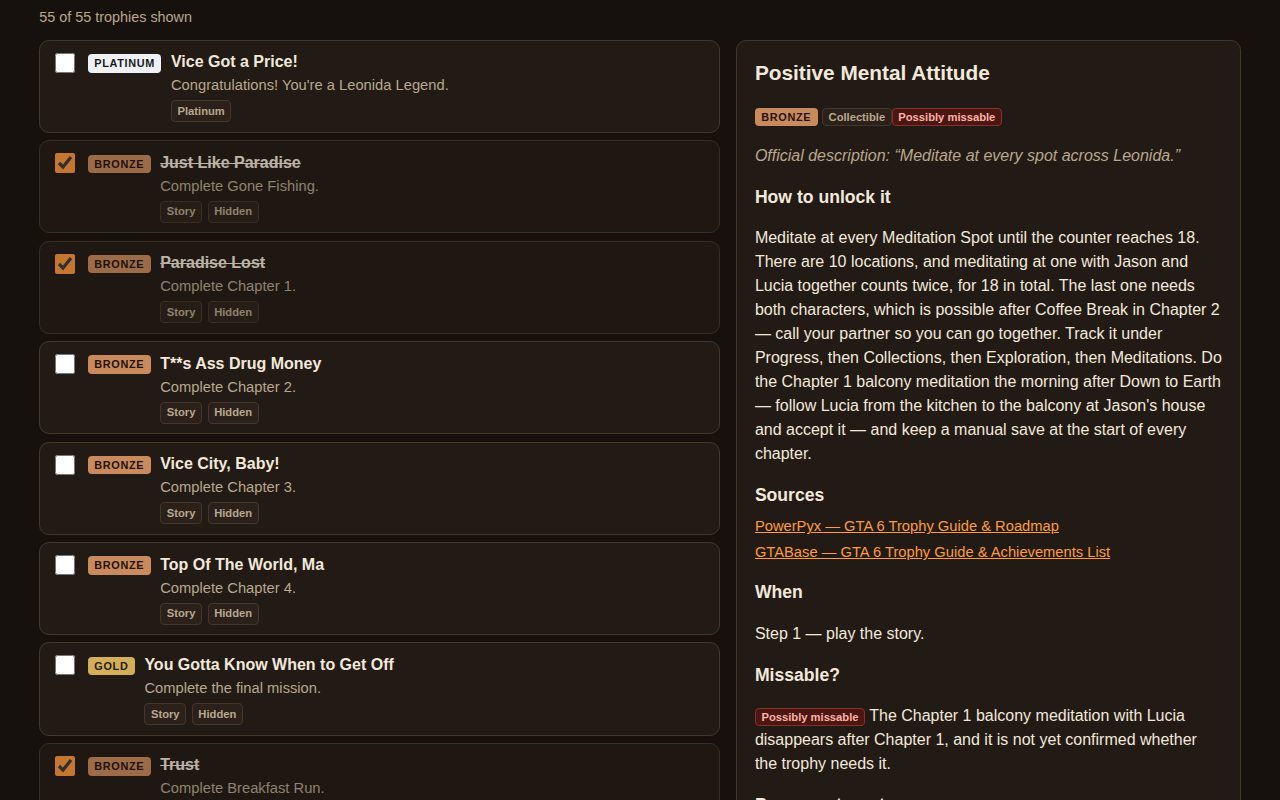 55 of 55 trophies shown
PLATINUM Vice Got a Price!
Congratulations! You're a Leonida Legend.
Platinum
BRONZE Just Like Paradise
Complete Gone Fishing.
Story Hidden
BRONZE Paradise Lost
Complete Chapter 1.
Story Hidden
BRONZE T**s Ass Drug Money
Complete Chapter 2.
Story Hidden
BRONZE Vice City, Baby!
Complete Chapter 3.
Story Hidden
BRONZE Top Of The World, Ma
Complete Chapter 4.
Story Hidden
GOLD You Gotta Know When to Get Off
Complete the final mission.
Story Hidden
BRONZE Trust
Complete Breakfast Run.
Positive Mental Attitude
BRONZE Collectible Possibly missable
Official description: “Meditate at every spot across Leonida.”
How to unlock it
Meditate at every Meditation Spot until the counter reaches 18.
There are 10 locations, and meditating at one with Jason and
Lucia together counts twice, for 18 in total. The last one needs
both characters, which is possible after Coffee Break in Chapter 2
— call your partner so you can go together. Track it under
Progress, then Collections, then Exploration, then Meditations. Do
the Chapter 1 balcony meditation the morning after Down to Earth
— follow Lucia from the kitchen to the balcony at Jason's house
and accept it — and keep a manual save at the start of every
chapter.
Sources
PowerPyx — GTA 6 Trophy Guide & Roadmap
GTABase — GTA 6 Trophy Guide & Achievements List
When
Step 1 — play the story.
Missable?
Possibly missable The Chapter 1 balcony meditation with Lucia
disappears after Chapter 1, and it is not yet confirmed whether
the trophy needs it.